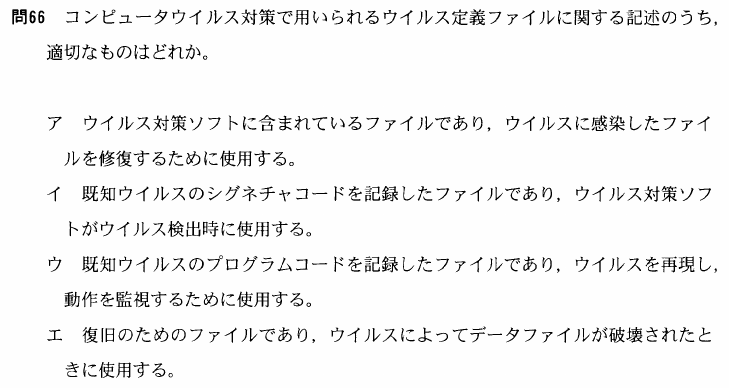 問66 コンピュータウイルス対策で用いられるウイルス定義ファイルに関する記述のうち，
適切なものはどれか。
ア ウイルス対策ソフトに含まれているファイルであり，ウイルスに感染したファイ
ルを修復するために使用する。
イ 既知ウイルスのシグネチャコードを記録したファイルであり，ウイルス対策ソフ
トがウイルス検出時に使用する。
ウ 既知ウイルスのプログラムコードを記録したファイルであり，ウイルスを再現し，
動作を監視するために使用する。
エ 復旧のためのファイルであり，ウイルスによってデータファイルが破壊されたと
きに使用する。